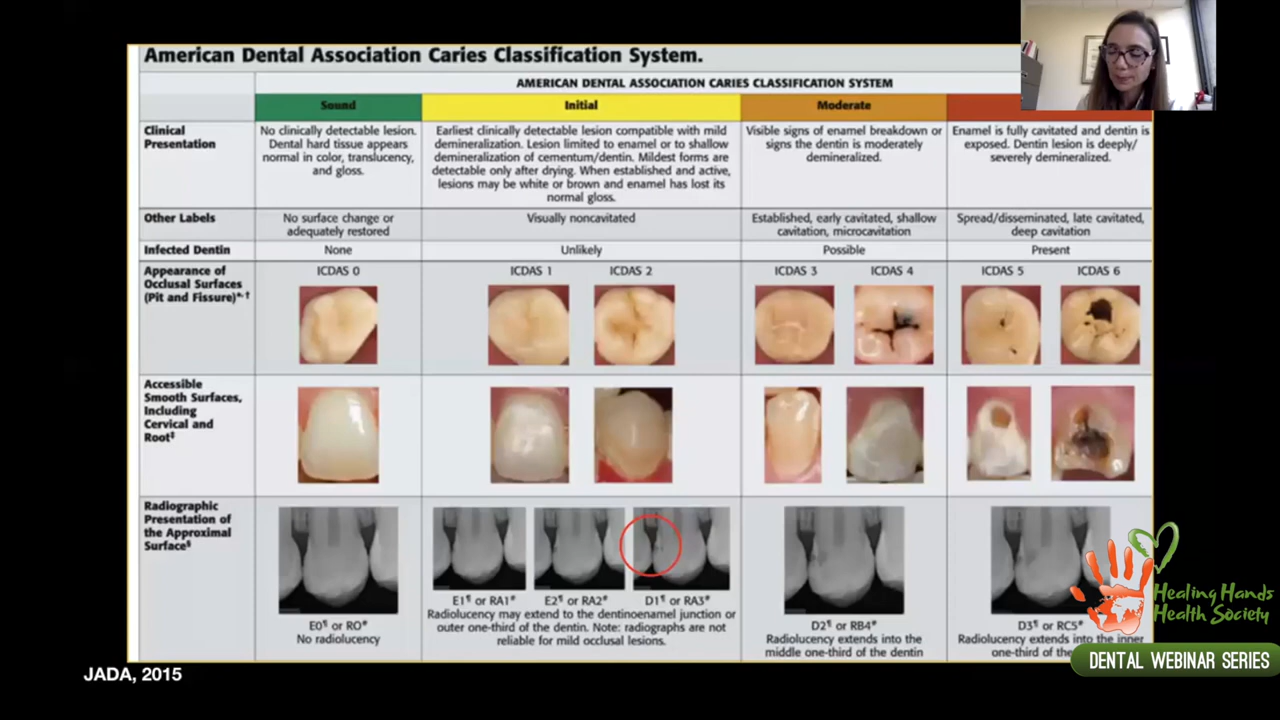 American Dental Association Caries Classification System.
AMERICAN DENTAL ASSOCIATION CARIES CLASSIFICATION SYSTEM
Sound
Initial
Moderate
Clinical
Presentation
No clinically detectable lesion.
Dental hard tissue appears
normal in color, translucency,
and gloss.
Earliest clinically detectable lesion compatible with mild
demineralization. Lesion limited to enamel or to shallow
demineralization of cementum/dentin. Mildest forms are
detectable only after drying. When established and active,
lesions may be white or brown and enamel has lost its
normal gloss.
Visible signs of enamel breakdown or
signs the dentin is moderately
demineralized.
Enamel is fully cavitated and dentin is
exposed. Dentin lesion is deeply/
severely demineralized.
Other Labels
No surface change or
adequately restored
Visually noncavitated
Established, early cavitated, shallow
cavitation, microcavitation
Spread/disseminated, late cavitated,
deep cavitation
Infected Dentin
None
Unlikely
Possible
Present
Appearance of
Occlusal Surfaces
(Pit and Fissure)*,†
ICDAS 0
ICDAS 1
ICDAS 2
ICDAS 3
ICDAS 4
ICDAS 5
ICDAS 6
Accessible
Smooth Surfaces,
Including
Cervical and
Root‡
Radiographic
Presentation of
the Approximal
Surface§
E0¶ or R0#
No radiolucency
E1¶ or RA1#
E2¶ or RA2#
D1¶ or RA3#
Radiolucency may extend to the dentinoenamel junction or
outer one-third of the dentin. Note: radiographs are not
reliable for mild occlusal lesions.
D2¶ or RB4#
Radiolucency extends into the
middle one-third of the dentin
D3¶ or RC5#
Radiolucency extends into the inner
one-third of the
JADA, 2015
Healing Hands
Health Society
DENTAL WEBINAR SERIES